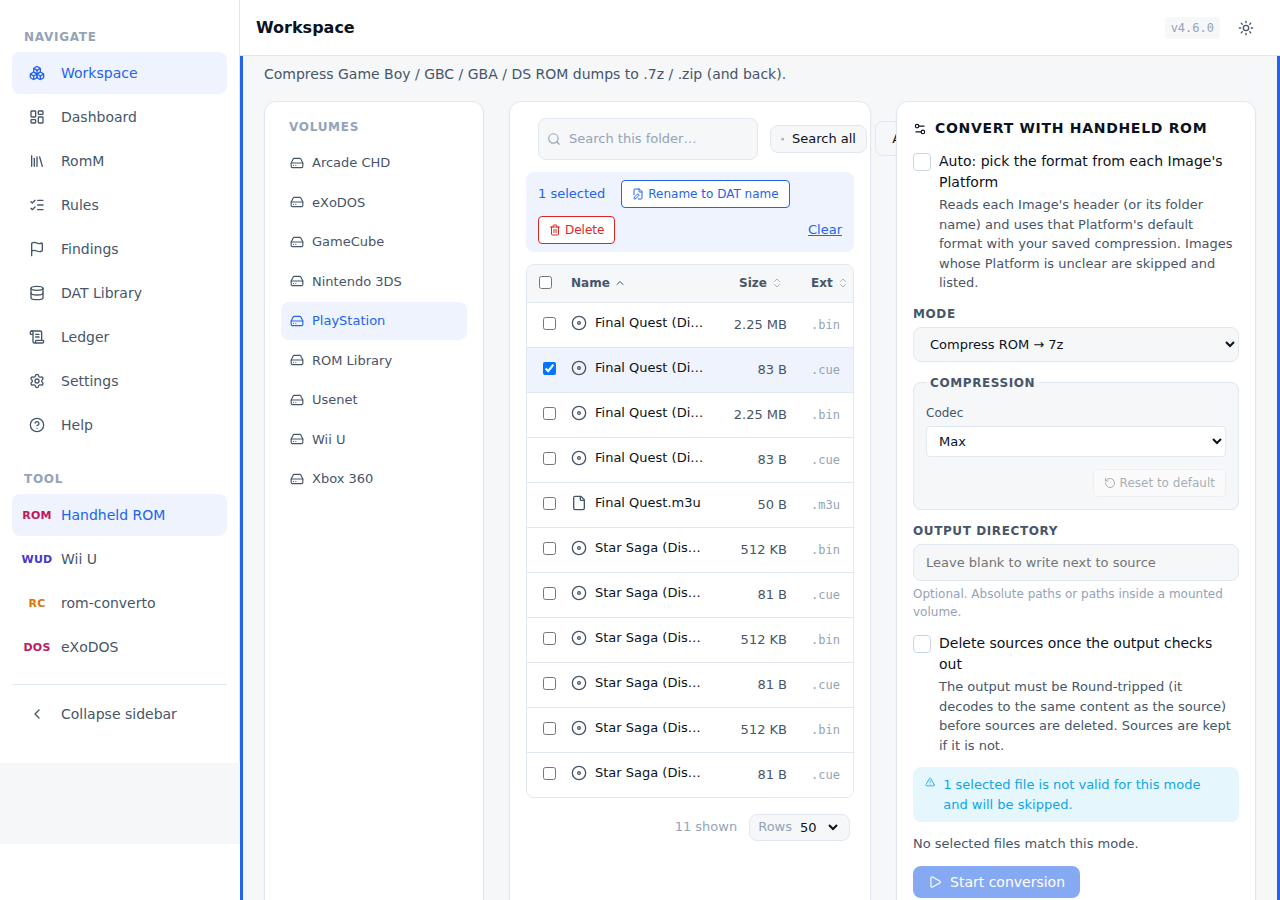 NAVIGATE
Workspace
Dashboard
RomM
Rules
Findings
DAT Library
Ledger
Settings
Help
TOOL
ROM Handheld ROM
WUD Wii U
RC rom-converto
DOS eXoDOS
Collapse sidebar
Workspace
v4.6.0
Compress Game Boy / GBC / GBA / DS ROM dumps to .7z / .zip (and back).
VOLUMES
Arcade CHD
eXoDOS
GameCube
Nintendo 3DS
PlayStation
ROM Library
Usenet
Wii U
Xbox 360
Search this folder…
Search all
1 selected
Rename to DAT name
Delete
Clear
Name Size Ext
Final Quest (Di… 2.25 MB .bin
Final Quest (Di… 83 B .cue
Final Quest (Di… 2.25 MB .bin
Final Quest (Di… 83 B .cue
Final Quest.m3u 50 B .m3u
Star Saga (Dis… 512 KB .bin
Star Saga (Dis… 81 B .cue
Star Saga (Dis… 512 KB .bin
Star Saga (Dis… 81 B .cue
Star Saga (Dis… 512 KB .bin
Star Saga (Dis… 81 B .cue
11 shown Rows 50
CONVERT WITH HANDHELD ROM
Auto: pick the format from each Image's
Platform
Reads each Image's header (or its folder
name) and uses that Platform's default
format with your saved compression. Images
whose Platform is unclear are skipped and
listed.
MODE
Compress ROM → 7z
COMPRESSION
Codec
Max
Reset to default
OUTPUT DIRECTORY
Leave blank to write next to source
Optional. Absolute paths or paths inside a mounted
volume.
Delete sources once the output checks
out
The output must be Round-tripped (it
decodes to the same content as the source)
before sources are deleted. Sources are kept
if it is not.
1 selected file is not valid for this mode
and will be skipped.
No selected files match this mode.
Start conversion